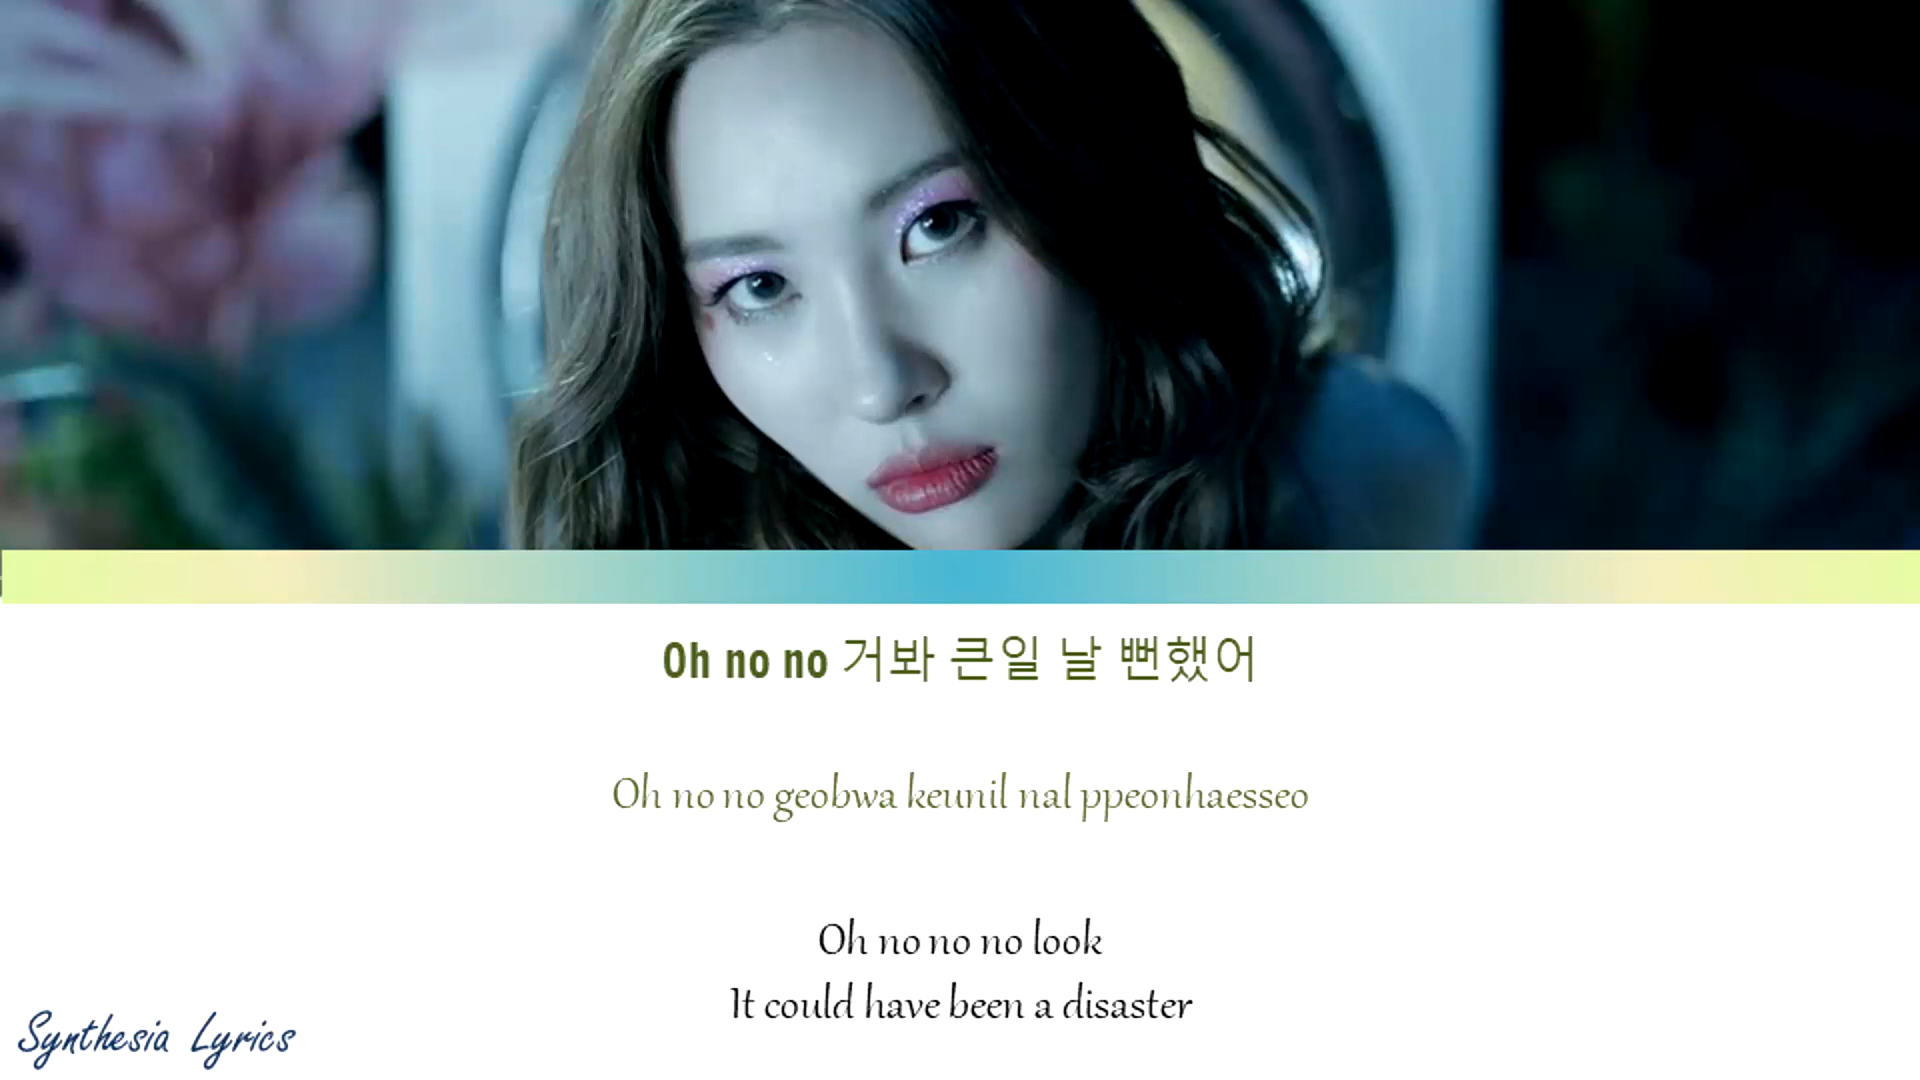 Oh no no 거봐 큰일 날 뻔했어
Oh no no geobwa keunil nal ppeonhaesseo
Oh no no no look
It could have been a disaster
Synthesia Lyrics